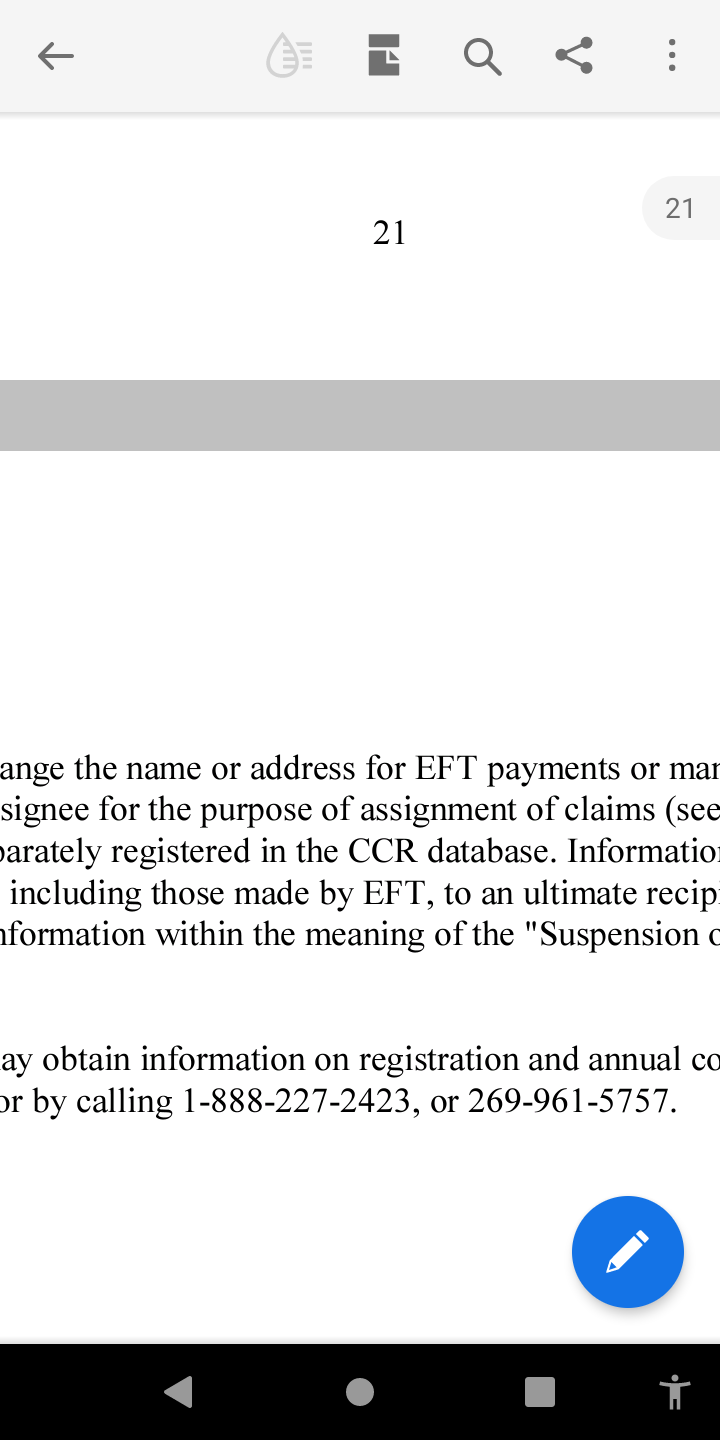 21
21
ange the name or address for EFT payments or man
signee for the purpose of assignment of claims (see
parately registered in the CCR database. Information
including those made by EFT, to an ultimate recipi
nformation within the meaning of the "Suspension o
ay obtain information on registration and annual co
or by calling 1-888-227-2423, or 269-961-5757.